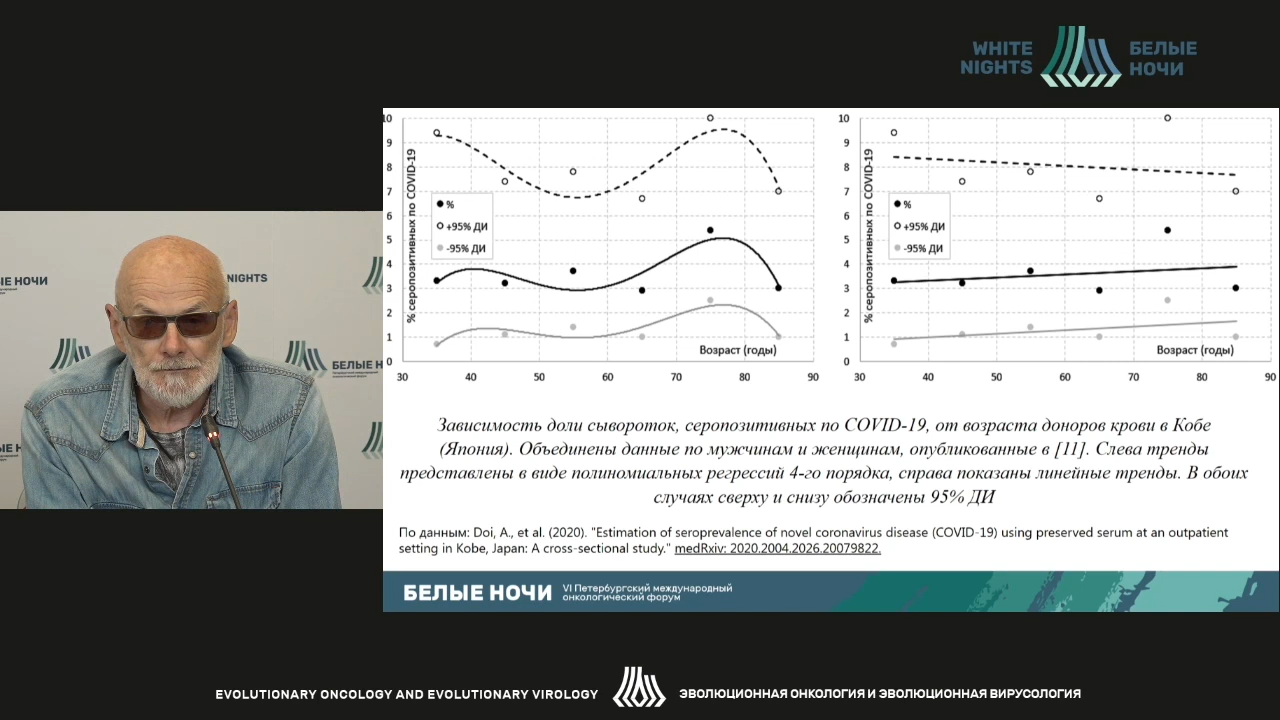 WHITE
NIGHTS
БЕЛЫЕ
НОЧИ
10
9
8
7
6
5
4
3
2
1
0
% серопозитивных по COVID-19
%
+95% ДИ
-95% ДИ
Возраст (годы)
30 40 50 60 70 80 90
10
9
8
7
6
5
4
3
2
1
0
% серопозитивных по COVID-19
%
+95% ДИ
-95% ДИ
Возраст (годы)
30 40 50 60 70 80 90
NIGHTS
НОЧИ
БЕЛЫЕ НО
Зависимость доли сывороток, серопозитивных по COVID-19, от возраста доноров крови в Кобе
(Япония). Объединены данные по мужчинам и женщинам, опубликованные в [11]. Слева тренды
представлены в виде полиномиальных регрессий 4-го порядка, справа показаны линейные тренды. В обоих
случаях сверху и снизу обозначены 95% ДИ
По данным: Doi, A., et al. (2020). "Estimation of seroprevalence of novel coronavirus disease (COVID-19) using preserved serum at an outpatient
setting in Kobe, Japan: A cross-sectional study." medRxiv: 2020.2004.2026.20079822.
БЕЛЫЕ НОЧИ
VI Петербургский международный
онкологический форум
EVOLUTIONARY ONCOLOGY AND EVOLUTIONARY VIROLOGY
ЭВОЛЮЦИОННАЯ ОНКОЛОГИЯ И ЭВОЛЮЦИОННАЯ ВИРУСОЛОГИЯ